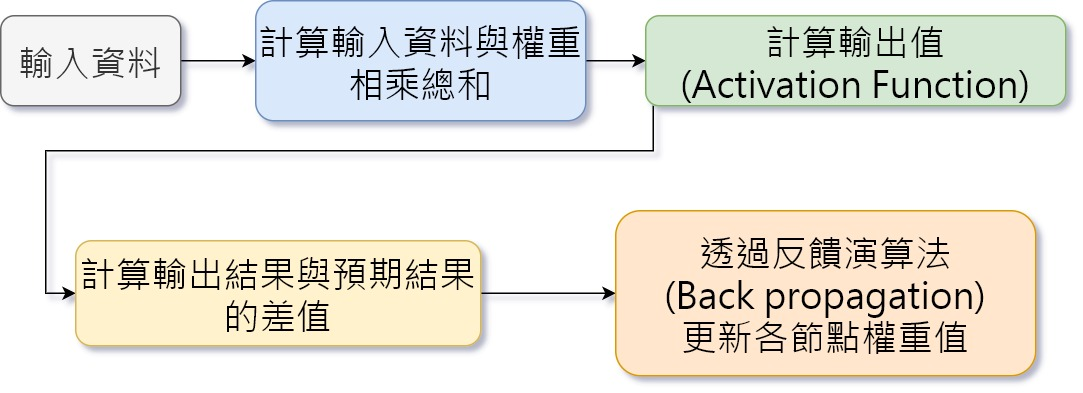 輸入資料
計算輸入資料與權重
相乘總和
計算輸出值
(Activation Function)
計算輸出結果與預期結果
的差值
透過反饋演算法
(Back propagation)
更新各節點權重值